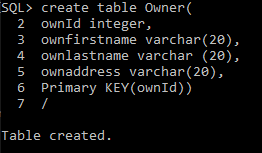 SQL> create table Owner(
2 ownId integer,
3 ownfirstname varchar(20),
4 ownlastname varchar (20),
5 ownaddress varchar(20),
6 Primary KEY(ownId))
7 /
Table created.